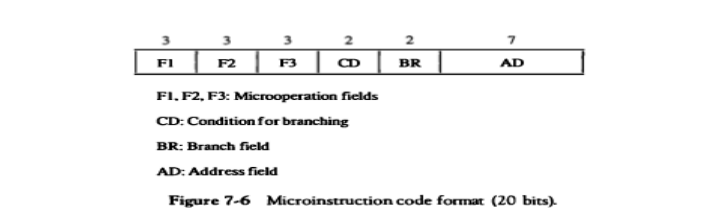 3 3 3 2 2 7
F1 F2 F3 CD BR AD
F1, F2, F3: Microoperation fields
CD: Condition for branching
BR: Branch field
AD: Address field
Figure 7-6 Microinstruction code format (20 bits).